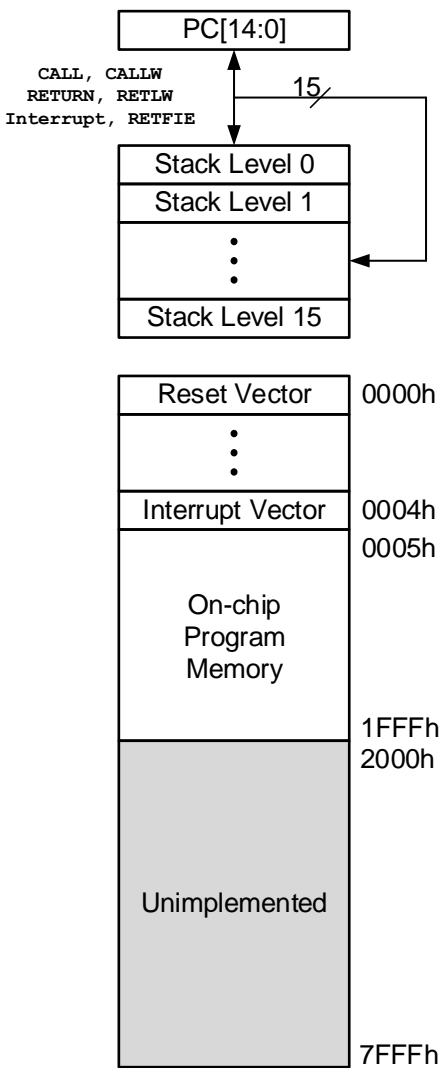 PC[14:0]
CALL, CALLW
RETURN, RETLW
Interrupt, RETFIE
15
Stack Level 0
Stack Level 1
Stack Level 15
Reset Vector
0000h
Interrupt Vector
0004h
0005h
On-chip
Program
Memory
1FFFh
2000h
Unimplemented
7FFFh